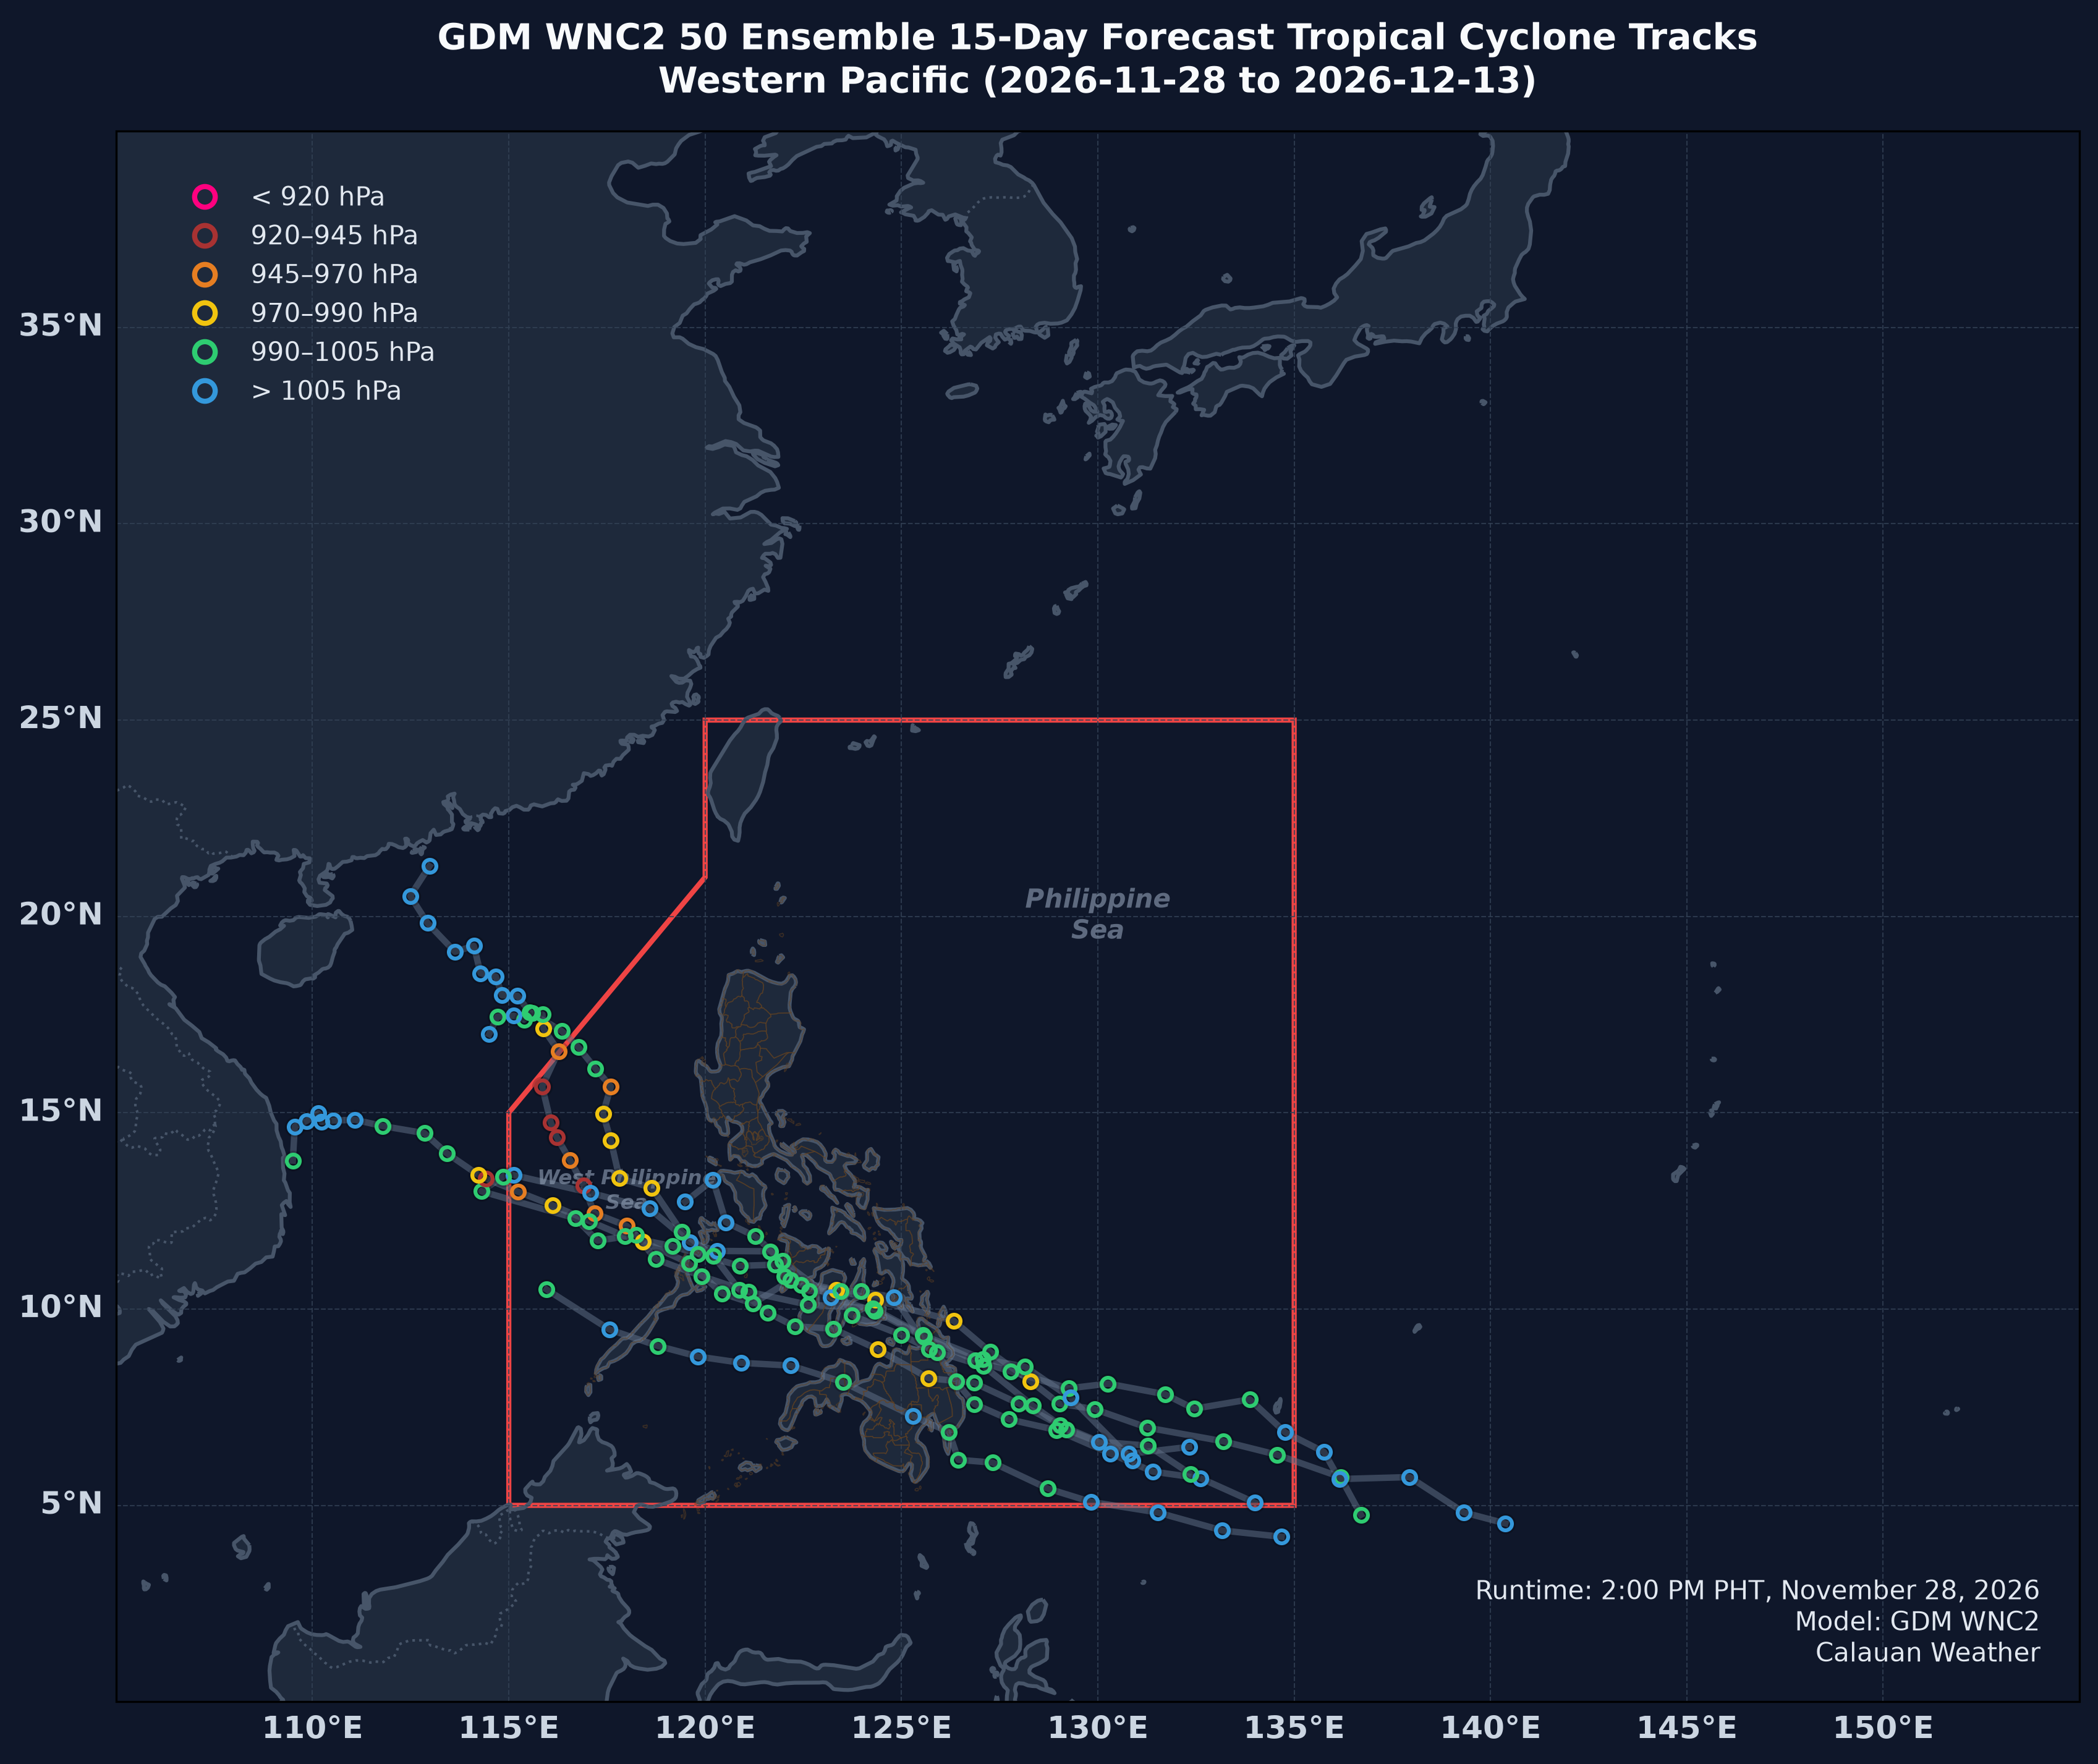 GDM WNC2 50 Ensemble 15-Day Forecast Tropical Cyclone Tracks
Western Pacific (2026-11-28 to 2026-12-13)
< 920 hPa
920–945 hPa
945–970 hPa
970–990 hPa
990–1005 hPa
> 1005 hPa
35°N
30°N
25°N
20°N
15°N
10°N
5°N
Philippine
Sea
West Philippine
Sea
Runtime: 2:00 PM PHT, November 28, 2026
Model: GDM WNC2
Calauan Weather
110°E
115°E
120°E
125°E
130°E
135°E
140°E
145°E
150°E